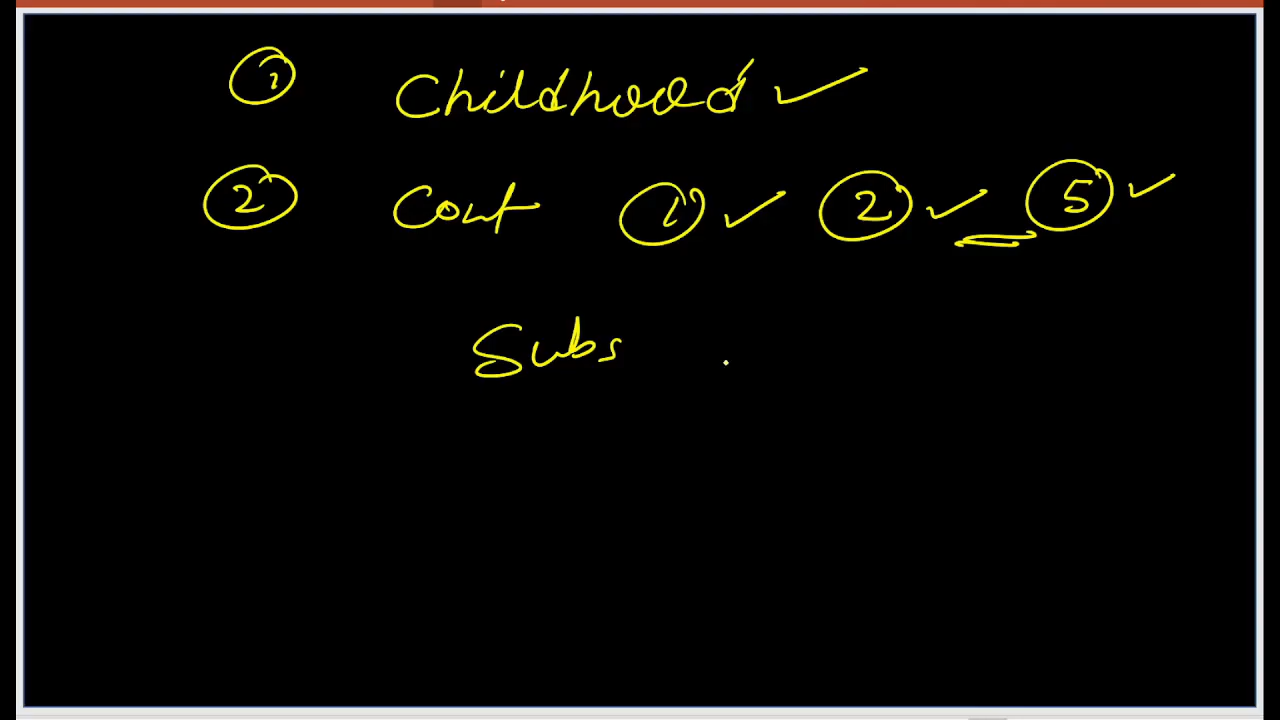 ① Childhood ✓
② Cont ① ✓ ② ✓ ⑤ ✓
Subs